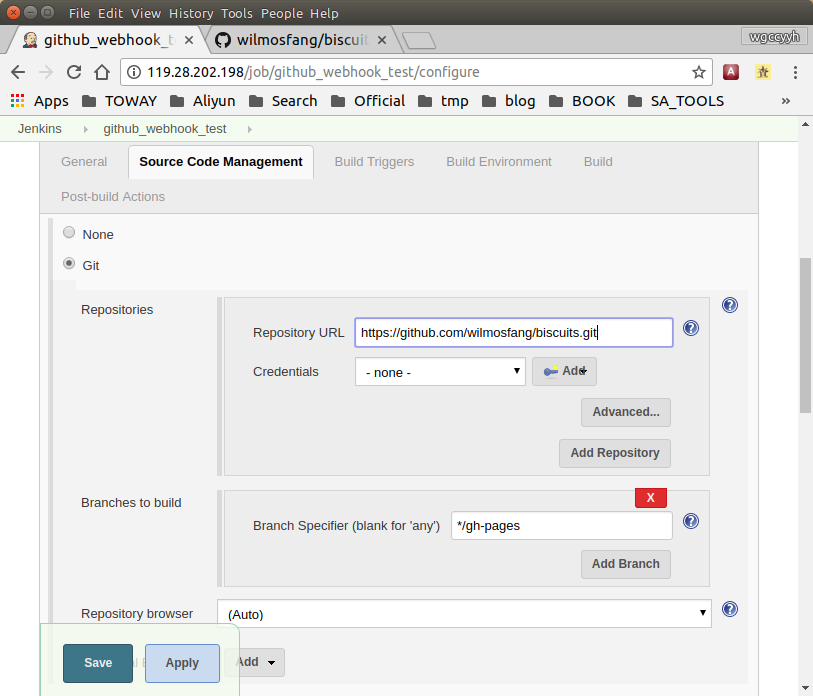 File Edit View History Tools People Help
github_webhook_t
wilmosfang/biscuit
wgccyyh
119.28.202.198/job/github_webhook_test/configure
Apps TOWAY Aliyun Search Official tmp blog BOOK SA_TOOLS »
Jenkins github_webhook_test
General Source Code Management Build Triggers Build Environment Build
Post-build Actions
None
Git
Repositories
Repository URL https://github.com/wilmosfang/biscuits.git
Credentials - none - Add
Advanced...
Add Repository
Branches to build
X
Branch Specifier (blank for 'any') */gh-pages
Add Branch
Repository browser (Auto)
Save Apply Add